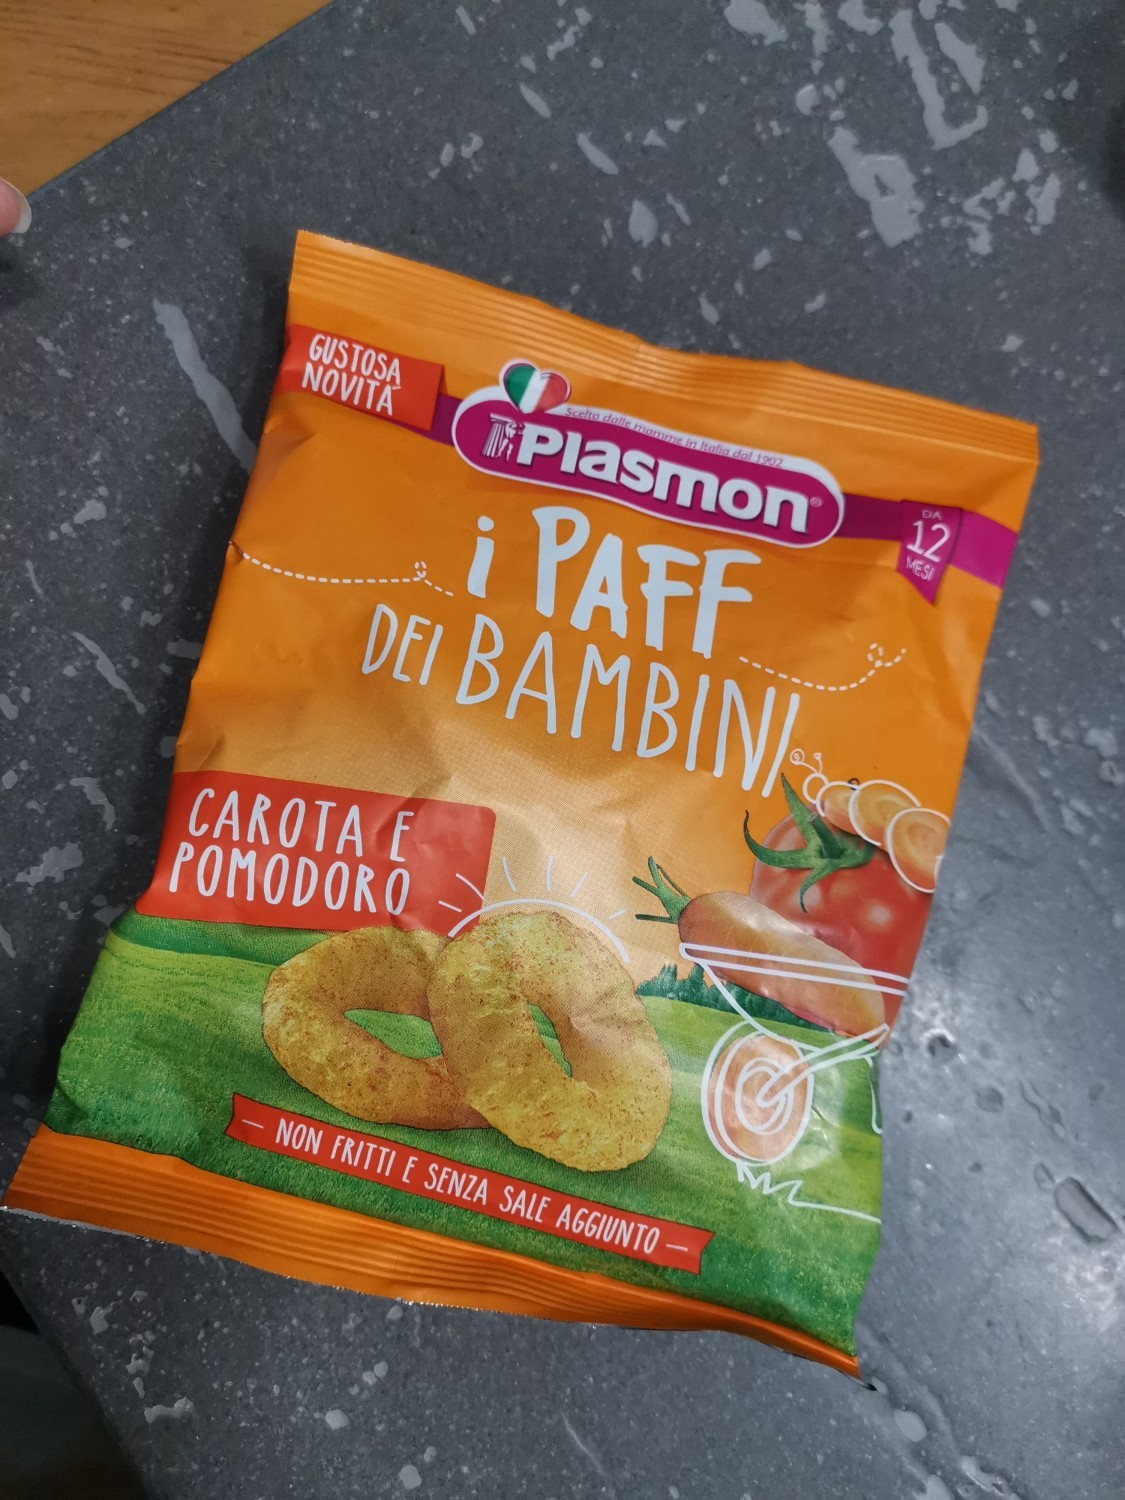 GUSTOSA
NOVITÀ
Scelto dalle mamme in Italia dal 1902
Plasmon®
DA
12
MESI
i PAFF
DEI BAMBINI
CAROTA E
POMODORO
— NON FRITTI E SENZA SALE AGGIUNTO —